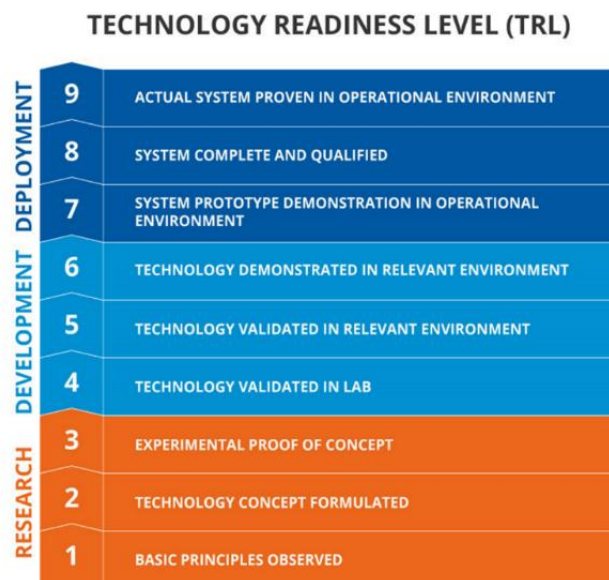 TECHNOLOGY READINESS LEVEL (TRL)
DEPLOYMENT
9 ACTUAL SYSTEM PROVEN IN OPERATIONAL ENVIRONMENT
8 SYSTEM COMPLETE AND QUALIFIED
7 SYSTEM PROTOTYPE DEMONSTRATION IN OPERATIONAL
ENVIRONMENT
DEVELOPMENT
6 TECHNOLOGY DEMONSTRATED IN RELEVANT ENVIRONMENT
5 TECHNOLOGY VALIDATED IN RELEVANT ENVIRONMENT
4 TECHNOLOGY VALIDATED IN LAB
RESEARCH
3 EXPERIMENTAL PROOF OF CONCEPT
2 TECHNOLOGY CONCEPT FORMULATED
1 BASIC PRINCIPLES OBSERVED